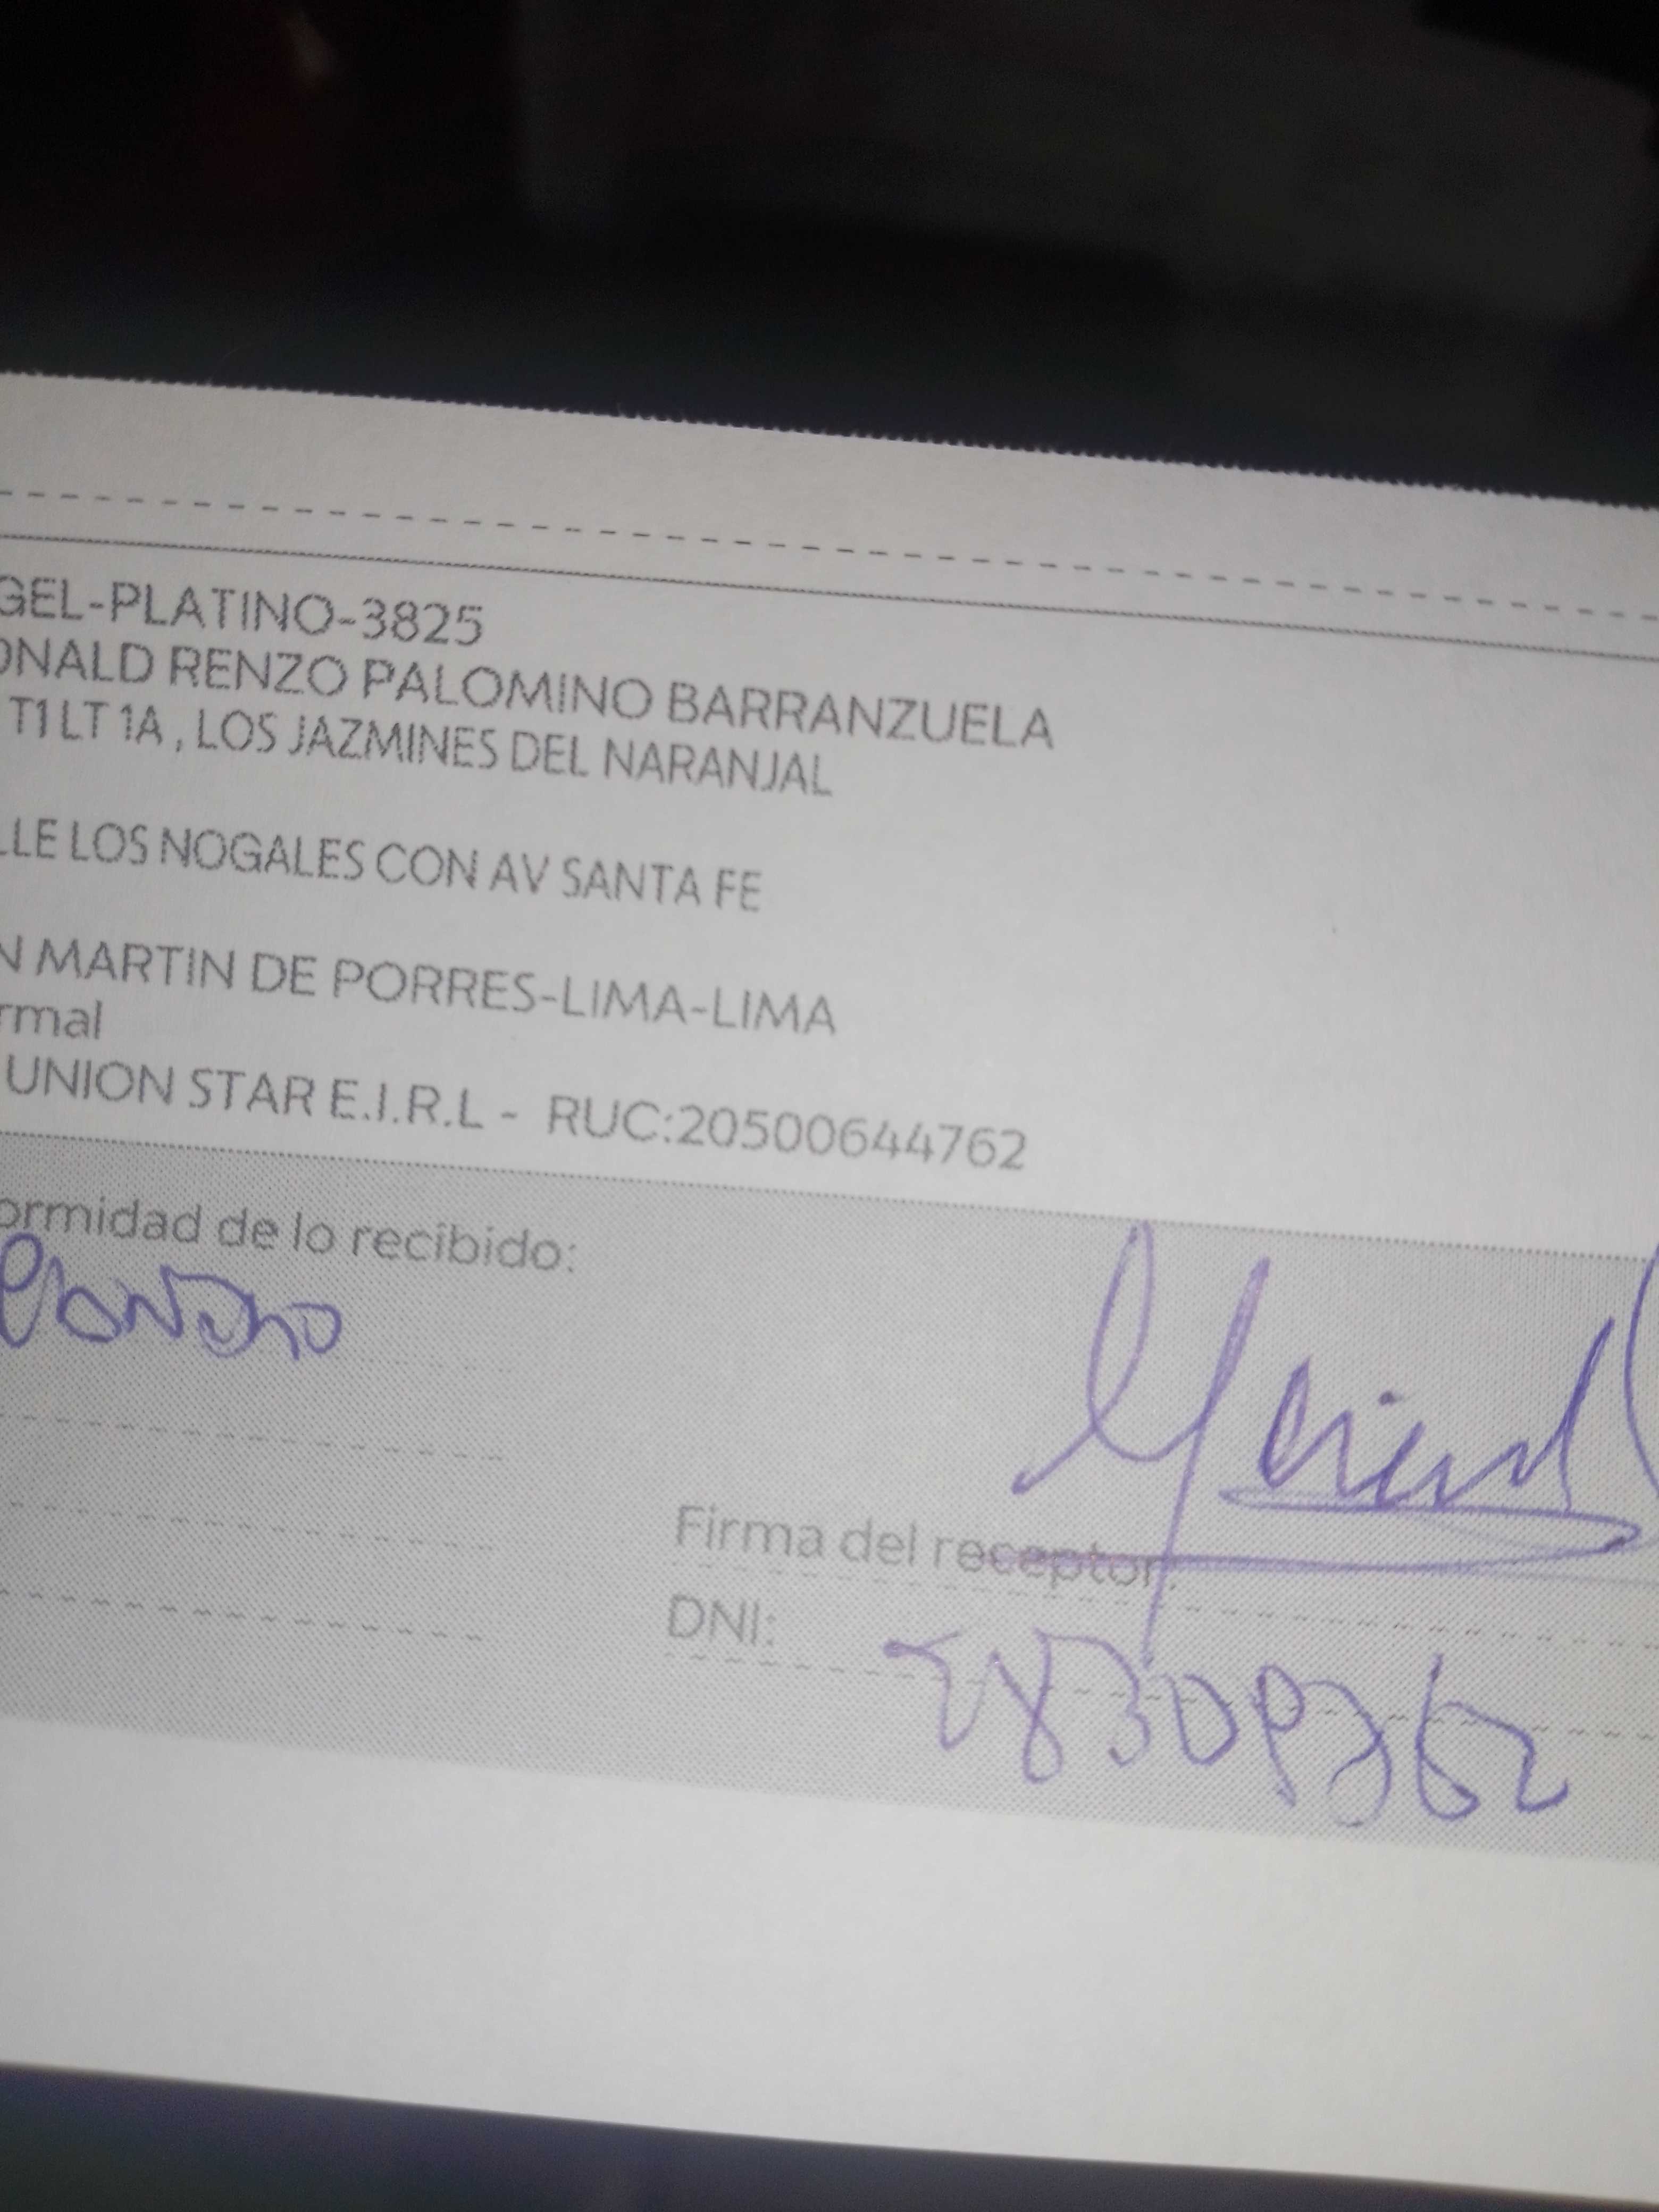 GEL-PLATINO-3825
ONALD RENZO PALOMINO BARRANZUELA
T1 LT 1A , LOS JAZMINES DEL NARANJAL
LLE LOS NOGALES CON AV SANTA FE
N MARTIN DE PORRES-LIMA-LIMA
rmal
UNION STAR E.I.R.L - RUC:20500644762
ormidad de lo recibido:
Firma del receptor:
DNI: